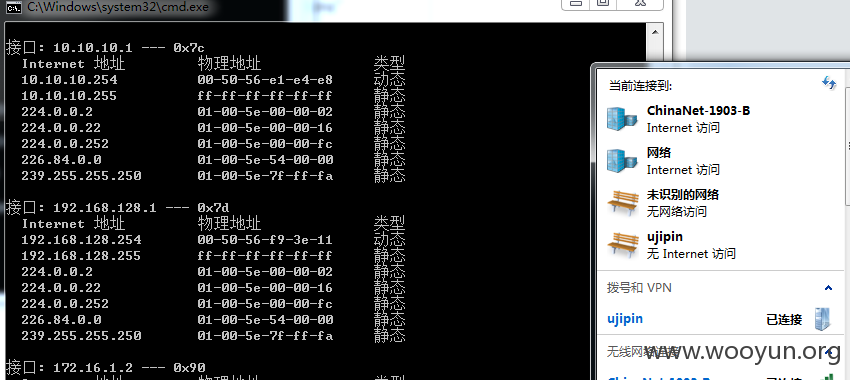 C:\Windows\system32\cmd.exe
接口: 10.10.10.1 --- 0x7c
Internet 地址 物理地址 类型
10.10.10.254 00-50-56-e1-e4-e8 动态
10.10.10.255 ff-ff-ff-ff-ff-ff 静态
224.0.0.2 01-00-5e-00-00-02 静态
224.0.0.22 01-00-5e-00-00-16 静态
224.0.0.252 01-00-5e-00-00-fc 静态
226.84.0.0 01-00-5e-54-00-00 静态
239.255.255.250 01-00-5e-7f-ff-fa 静态
接口: 192.168.128.1 --- 0x7d
Internet 地址 物理地址 类型
192.168.128.254 00-50-56-f9-3e-11 动态
192.168.128.255 ff-ff-ff-ff-ff-ff 静态
224.0.0.2 01-00-5e-00-00-02 静态
224.0.0.22 01-00-5e-00-00-16 静态
224.0.0.252 01-00-5e-00-00-fc 静态
226.84.0.0 01-00-5e-54-00-00 静态
239.255.255.250 01-00-5e-7f-ff-fa 静态
接口: 172.16.1.2 --- 0x90
当前连接到:
ChinaNet-1903-B
Internet 访问
网络
Internet 访问
未识别的网络
无网络访问
ujipin
无 Internet 访问
拨号和 VPN
ujipin 已连接
无线网络连接
www.wooyun.org
ChinaNet-1903-B 已连接